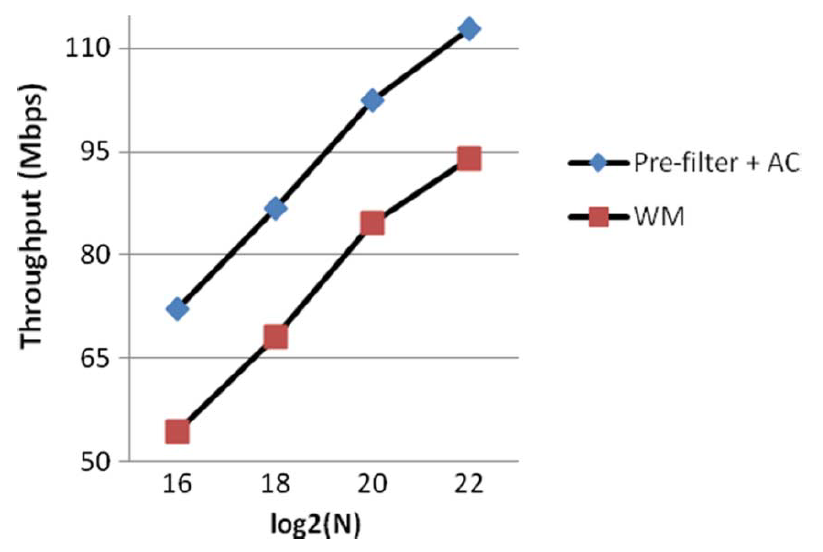 110
95
80
65
50
Throughput (Mbps)
16 18 20 22
log2(N)
Pre-filter + AC
WM